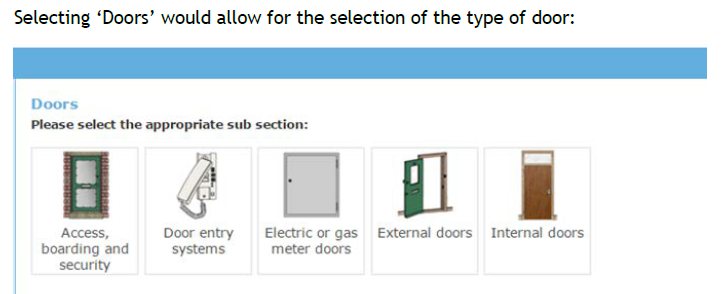 Selecting ‘Doors’ would allow for the selection of the type of door:
Doors
Please select the appropriate sub section:
Access,
boarding and
security
Door entry
systems
Electric or gas
meter doors
External doors
Internal doors